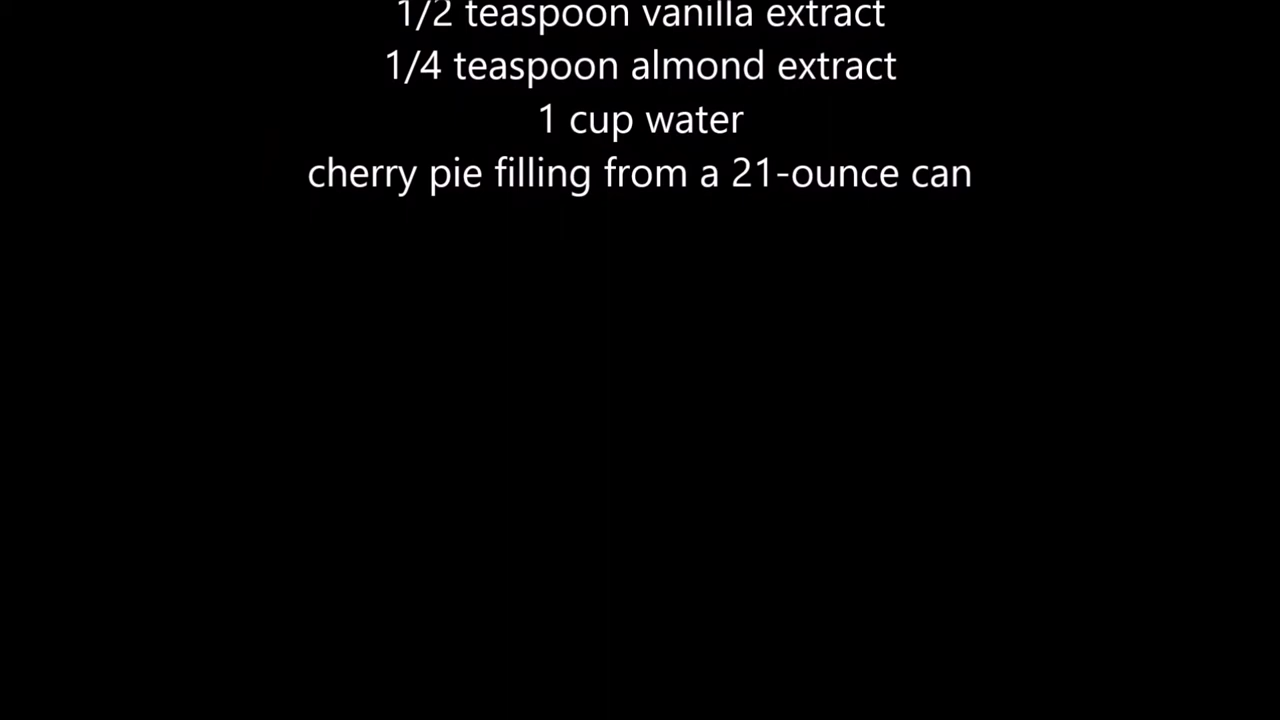 1/2 teaspoon vanilla extract
1/4 teaspoon almond extract
1 cup water
cherry pie filling from a 21-ounce can